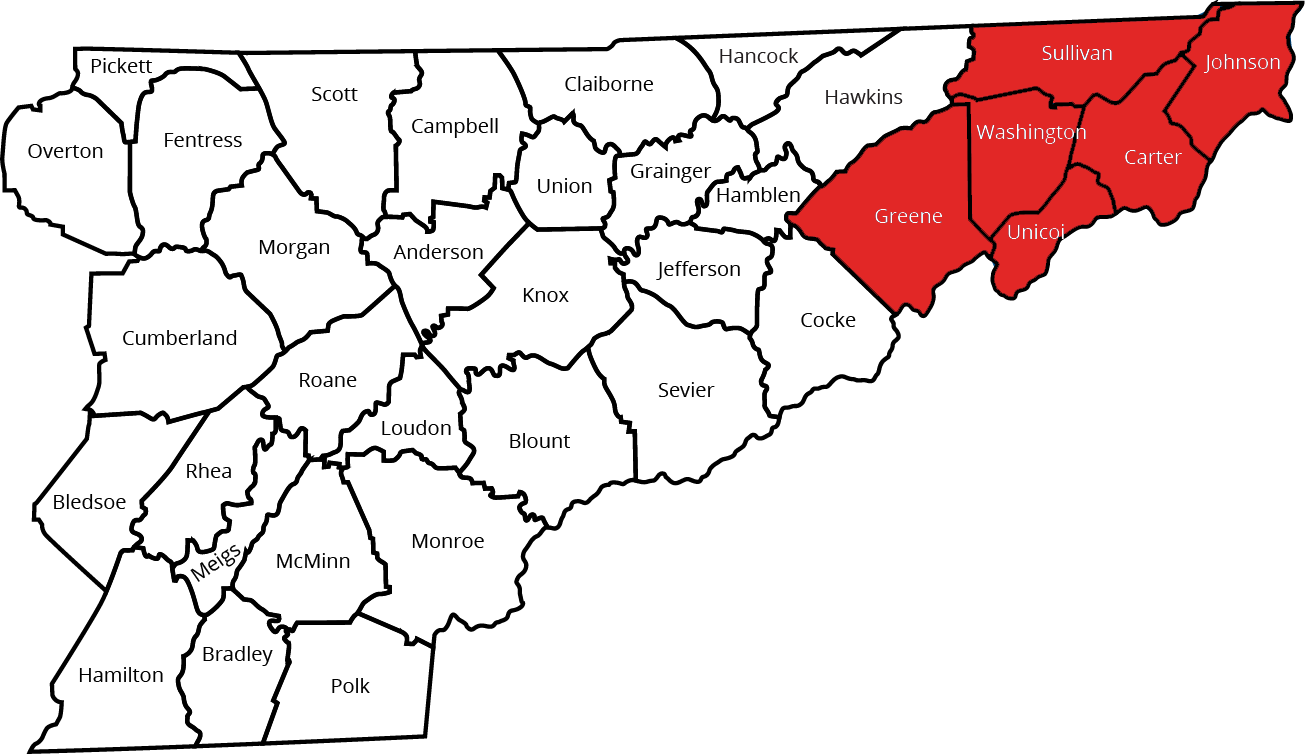 Pickett
Scott
Claiborne
Hancock
Sullivan
Johnson
Overton
Fentress
Campbell
Hawkins
Washington
Carter
Union
Grainger
Hamblen
Greene
Unicoi
Morgan
Anderson
Jefferson
Knox
Cocke
Cumberland
Roane
Sevier
Loudon
Blount
Rhea
Bledsoe
Meigs
McMinn
Monroe
Hamilton
Bradley
Polk